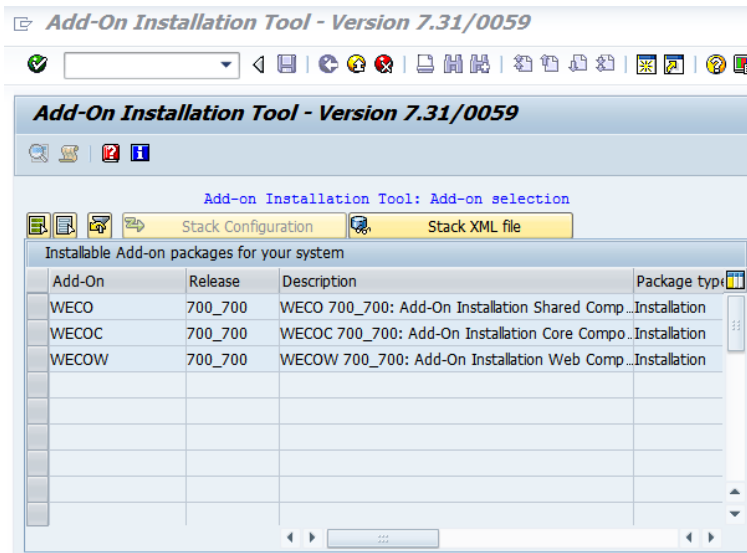 Add-On Installation Tool - Version 7.31/0059
Add-On Installation Tool - Version 7.31/0059
Add-on Installation Tool: Add-on selection
Stack Configuration Stack XML file
Installable Add-on packages for your system
Add-On Release Description Package type
WECO 700_700 WECO 700_700: Add-On Installation Shared Comp... Installation
WECOC 700_700 WECOC 700_700: Add-On Installation Core Compo... Installation
WECOW 700_700 WECOW 700_700: Add-On Installation Web Comp... Installation